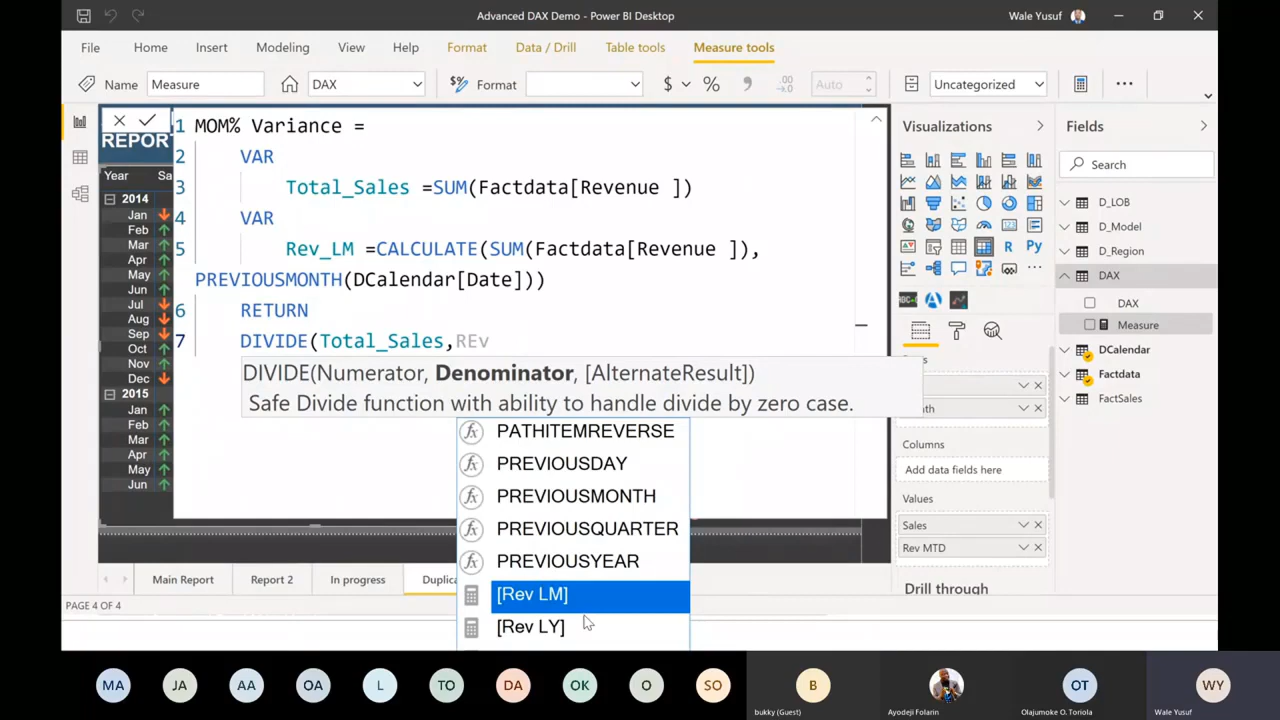 Advanced DAX Demo - Power BI Desktop
Wale Yusuf
File Home Insert Modeling View Help Format Data / Drill Table tools Measure tools
Name Measure DAX Format $ % 9 .00 →.0 Auto Uncategorized
REPOR
Year Sa
2014
Jan
Feb
Mar
Apr
May
Jun
Jul
Aug
Sep
Oct
Nov
Dec
2015
Jan
Feb
Mar
Apr
May
Jun
1 MOM% Variance =
2 VAR
3 Total_Sales =SUM(Factdata[Revenue ])
4 VAR
5 Rev_LM =CALCULATE(SUM(Factdata[Revenue ]),
PREVIOUSMONTH(DCalendar[Date]))
6 RETURN
7 DIVIDE(Total_Sales,REv
DIVIDE(Numerator, Denominator, [AlternateResult])
Safe Divide function with ability to handle divide by zero case.
PATHITEMREVERSE
PREVIOUSDAY
PREVIOUSMONTH
PREVIOUSQUARTER
PREVIOUSYEAR
[Rev LM]
[Rev LY]
Visualizations
R Py
Columns
Add data fields here
Values
Sales
Rev MTD
Drill through
Fields
Search
D_LOB
D_Model
D_Region
DAX
DAX
Measure
DCalendar
Factdata
FactSales
Main Report Report 2 In progress Duplica
PAGE 4 OF 4
MA JA AA OA L TO DA OK O SO B OT WY
bukky (Guest) Ayodeji Folarin Olajumoke O. Toriola Wale Yusuf